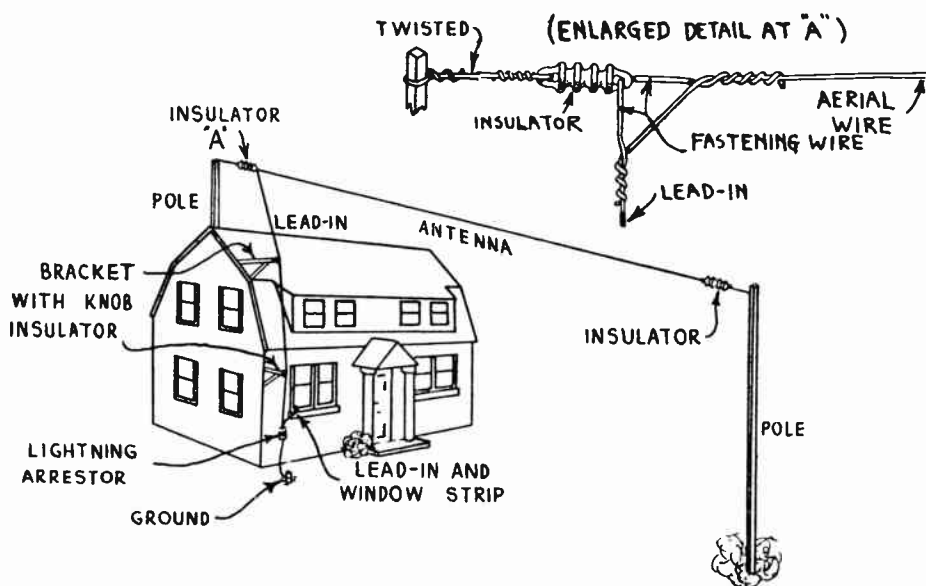 TWISTED
(ENLARGED DETAIL AT "A")
INSULATOR
AERIAL
WIRE
FASTENING WIRE
LEAD-IN
INSULATOR
"A"
POLE
LEAD-IN
ANTENNA
BRACKET
WITH KNOB
INSULATOR
INSULATOR
POLE
LIGHTNING
ARRESTOR
LEAD-IN AND
WINDOW STRIP
GROUND